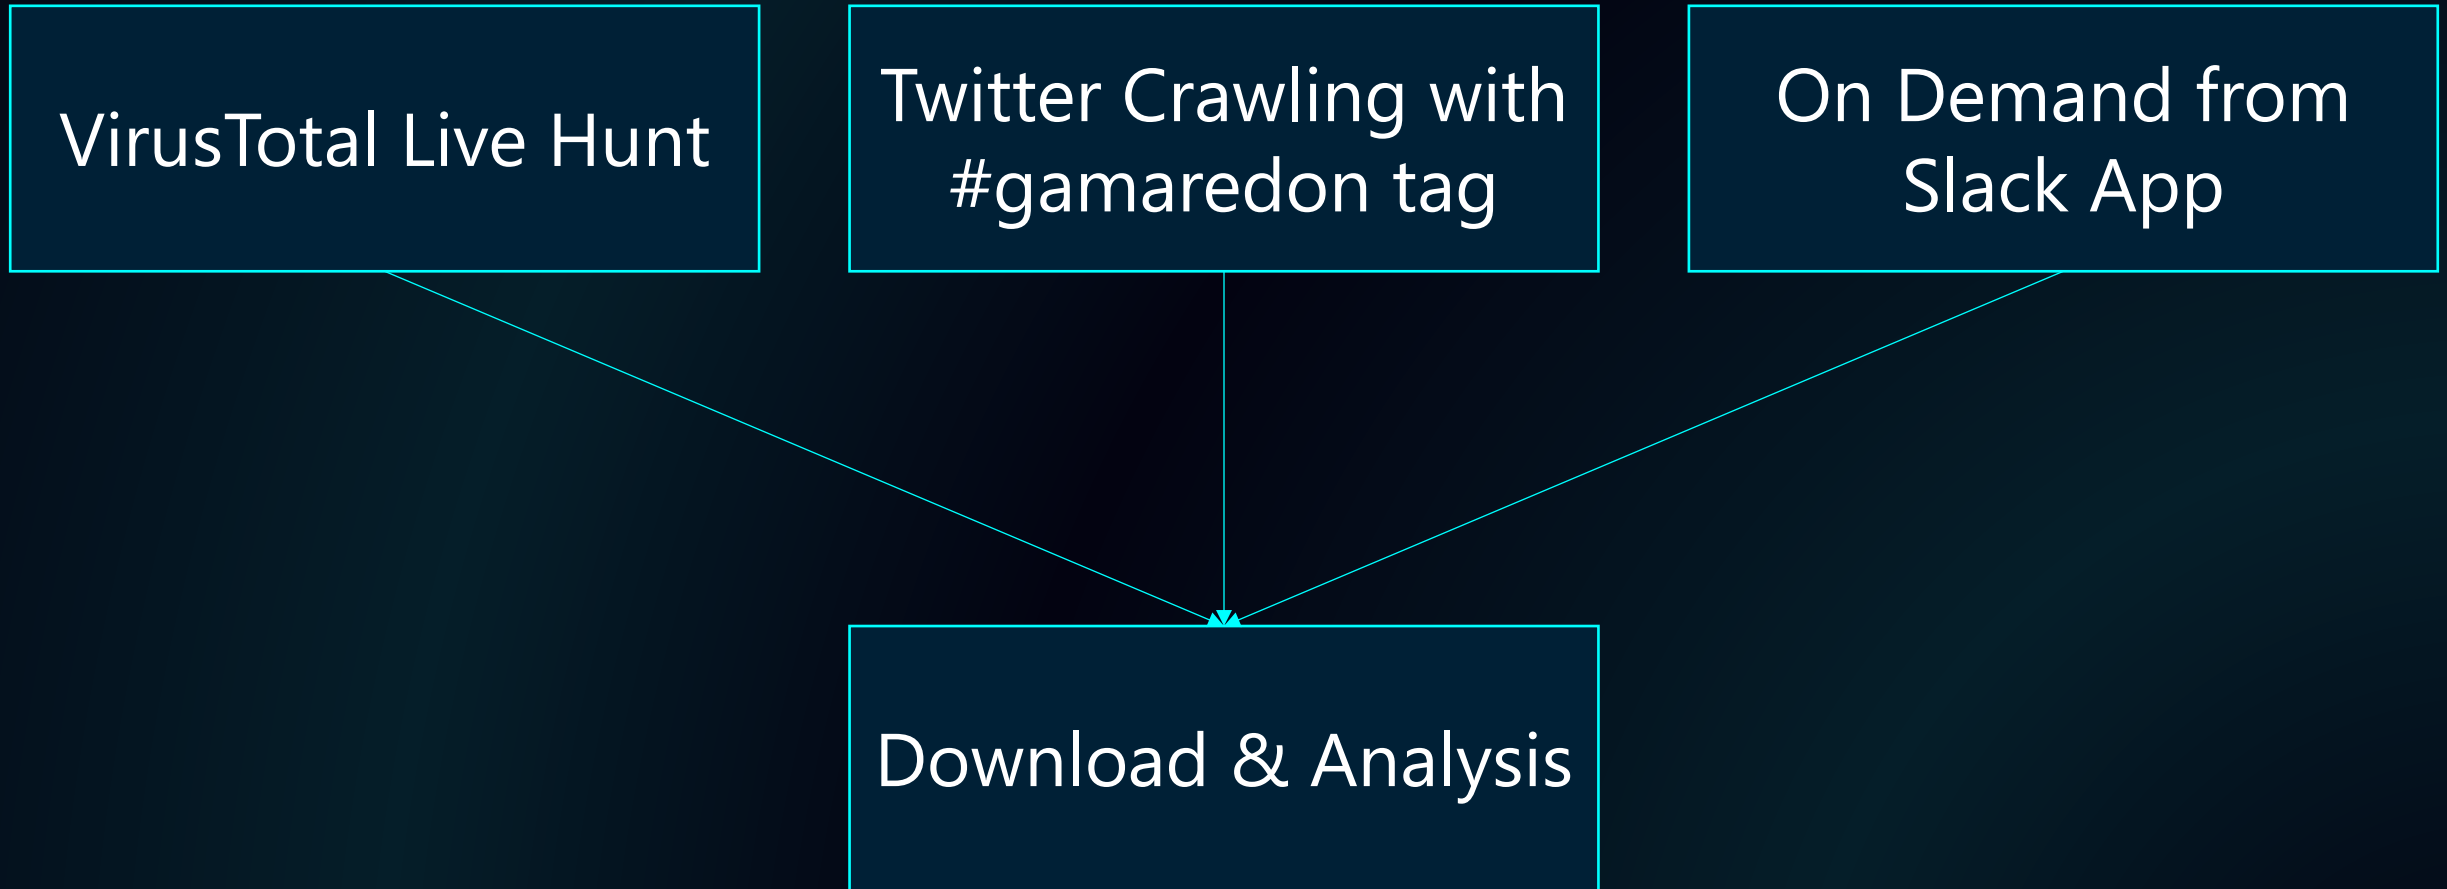 VirusTotal Live Hunt
Twitter Crawling with
#gamaredon tag
On Demand from
Slack App
Download & Analysis